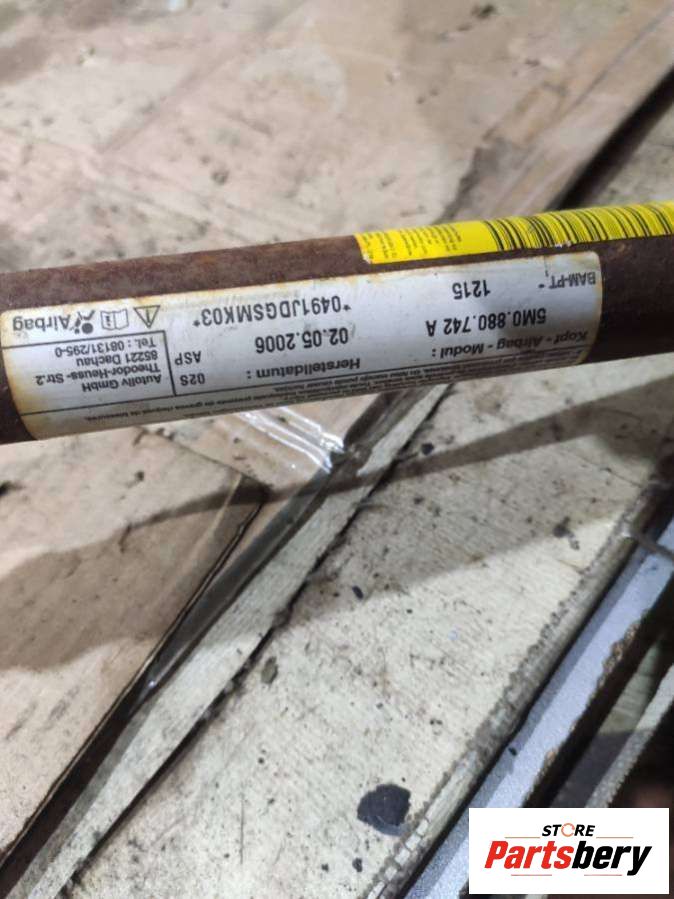 Kopf - Airbag - Modul :
5M0.880.742 A
BAM-PT,*
1215
Hersteldatum :
02.05.2006
*0491JDGSMK03*
02S
ASP
Autoliv GmbH
Theodor-Heuss- Str.2
85221 Dachau
Tel.: 08131/295-0
Airbag
STORE
Partsbery